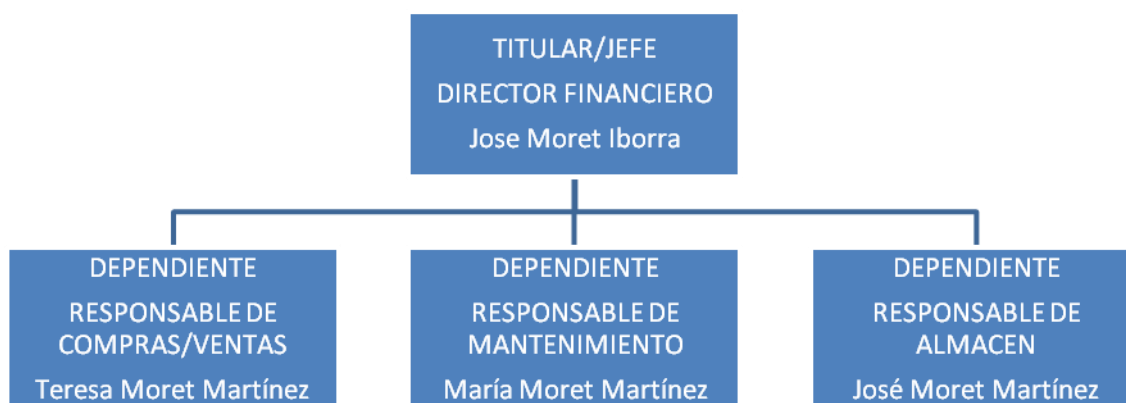 TITULAR/JEFE
DIRECTOR FINANCIERO
Jose Moret Iborra
DEPENDIENTE
RESPONSABLE DE
COMPRAS/VENTAS
Teresa Moret Martínez
DEPENDIENTE
RESPONSABLE DE
MANTENIMIENTO
María Moret Martínez
DEPENDIENTE
RESPONSABLE DE
ALMACEN
José Moret Martínez